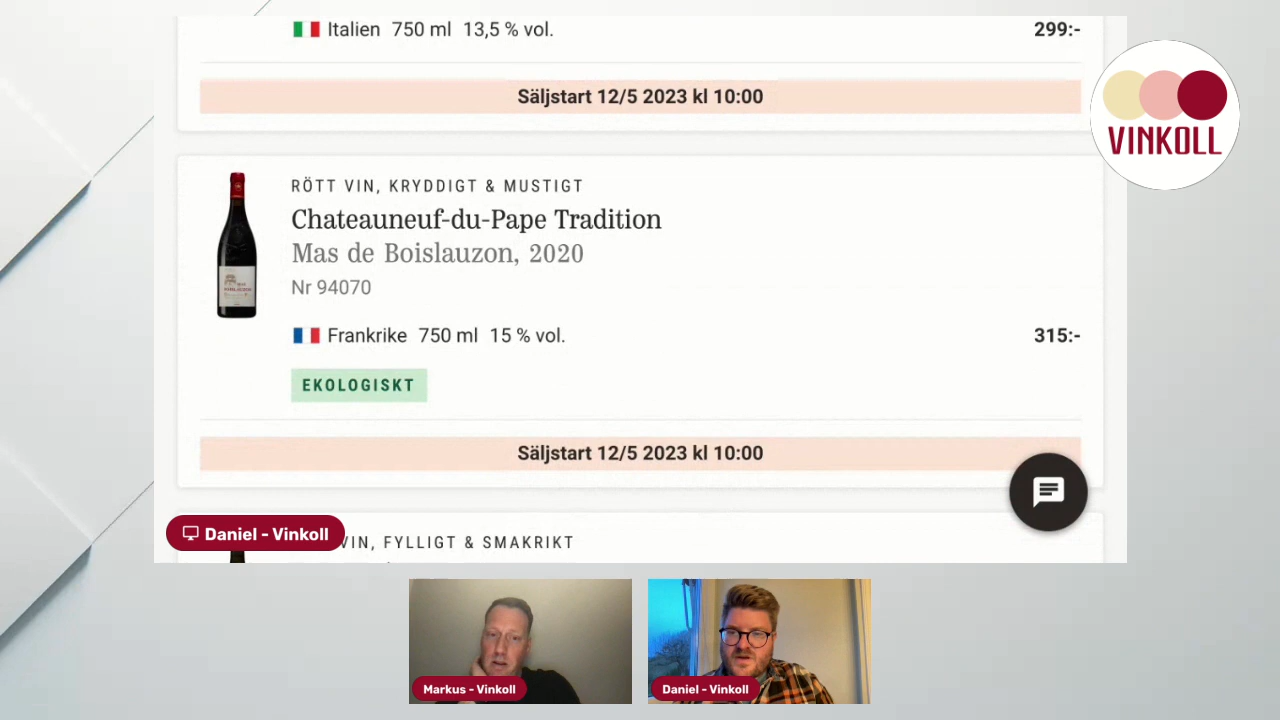 Italien 750 ml 13,5 % vol. 299:-
Säljstart 12/5 2023 kl 10:00
VINKOLL
RÖTT VIN, KRYDDIGT & MUSTIGT
Chateauneuf-du-Pape Tradition
Mas de Boislauzon, 2020
Nr 94070
Frankrike 750 ml 15 % vol. 315:-
EKOLOGISKT
Säljstart 12/5 2023 kl 10:00
Daniel - Vinkoll
VIN, FYLLIGT & SMAKRIKT
Markus - Vinkoll
Daniel - Vinkoll